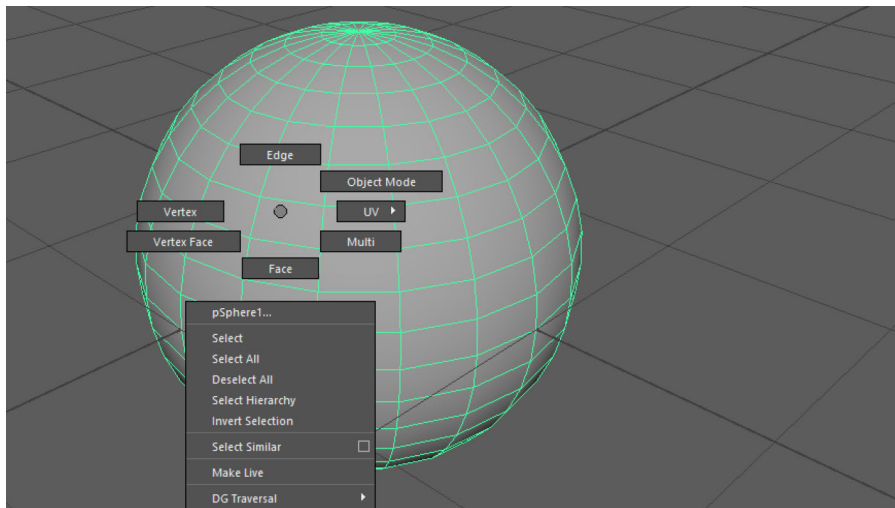 Edge
Object Mode
Vertex
UV
Vertex Face
Multi
Face
pSphere1...
Select
Select All
Deselect All
Select Hierarchy
Invert Selection
Select Similar
Make Live
DG Traversal